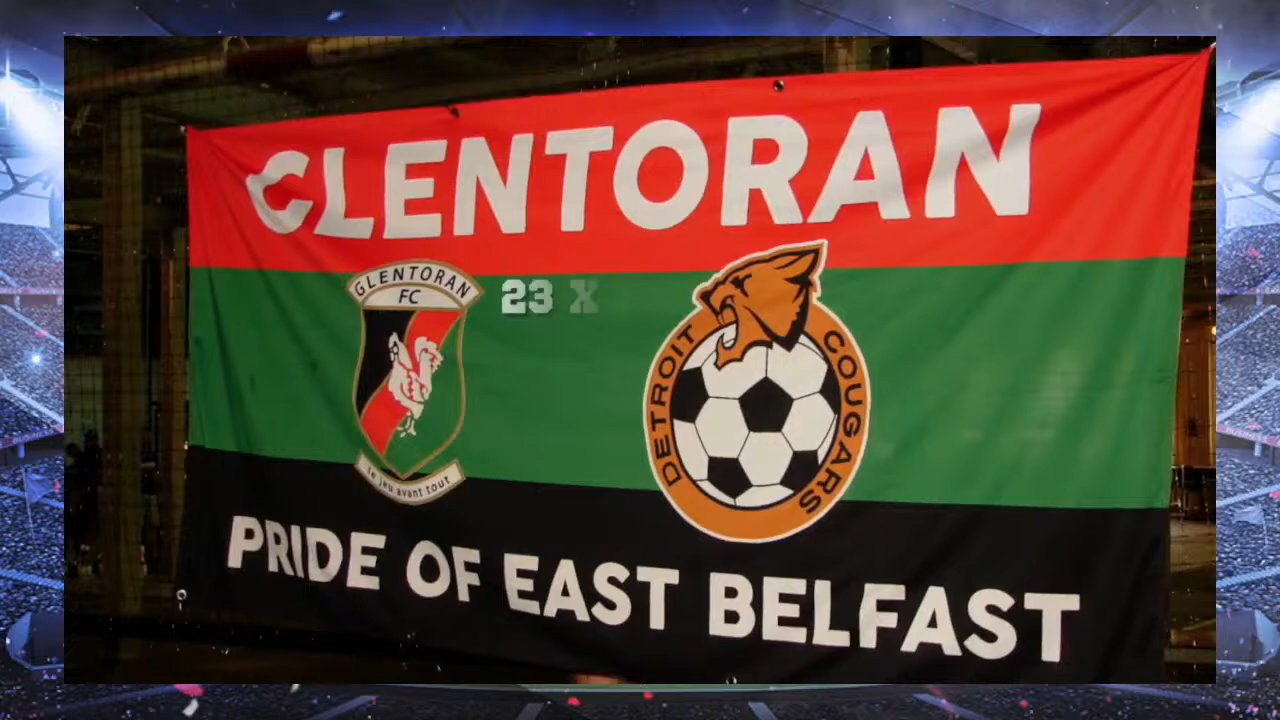 GLENTORAN
GLENTORAN
FC
23 X
le jeu avant tout
DETROIT COUGARS
PRIDE OF EAST BELFAST